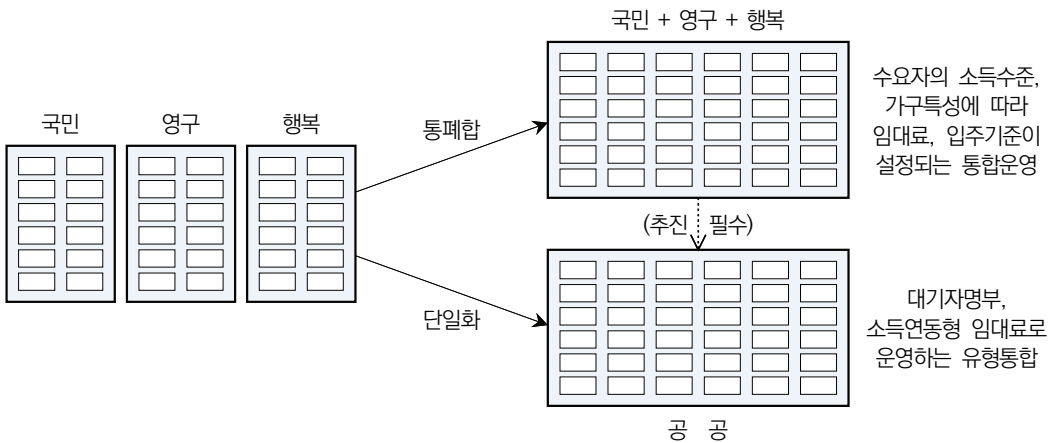 국민 + 영구 + 행복
수요자의 소득수준,
가구특성에 따라
임대료, 입주기준이
설정되는 통합운영
국민
영구
행복
통폐합
(추진 필수)
단일화
대기자명부,
소득연동형 임대료로
운영하는 유형통합
공 공